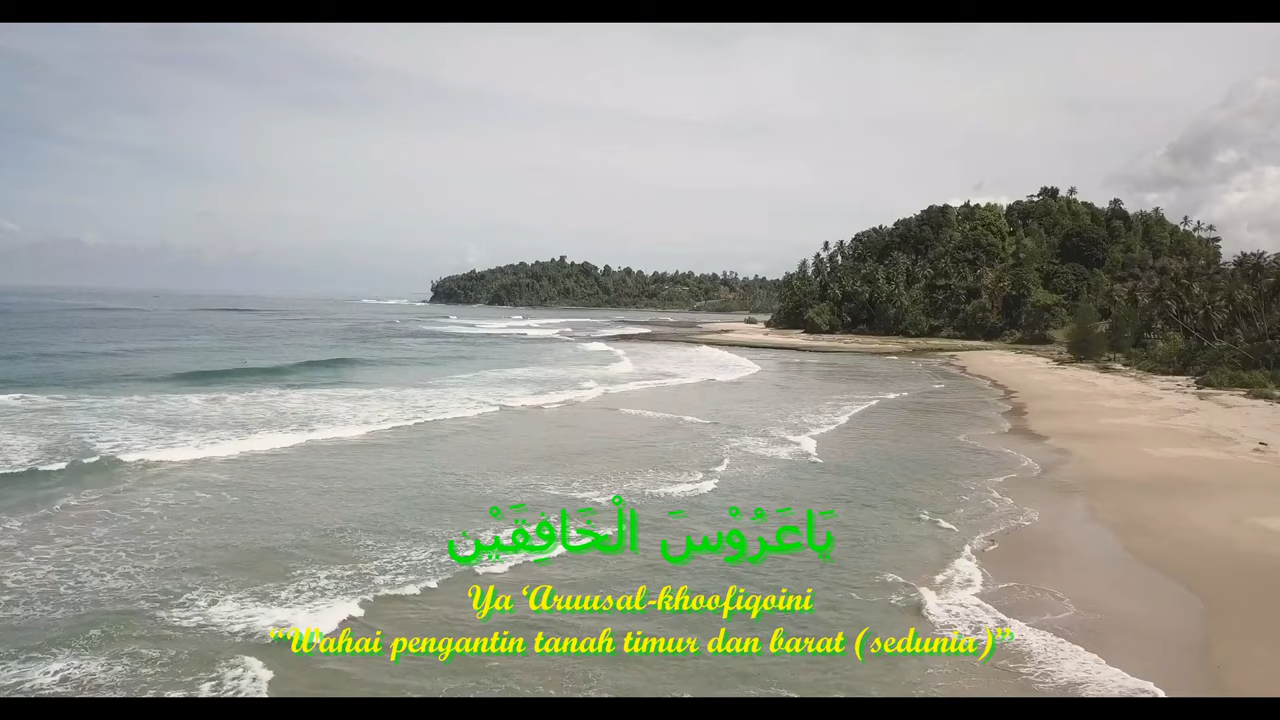 يَاعَرُوْسَ الْخَافِقَيْنِ
Ya ‘Aruusal-khoofiqoini
“Wahai pengantin tanah timur dan barat (sedunia)”